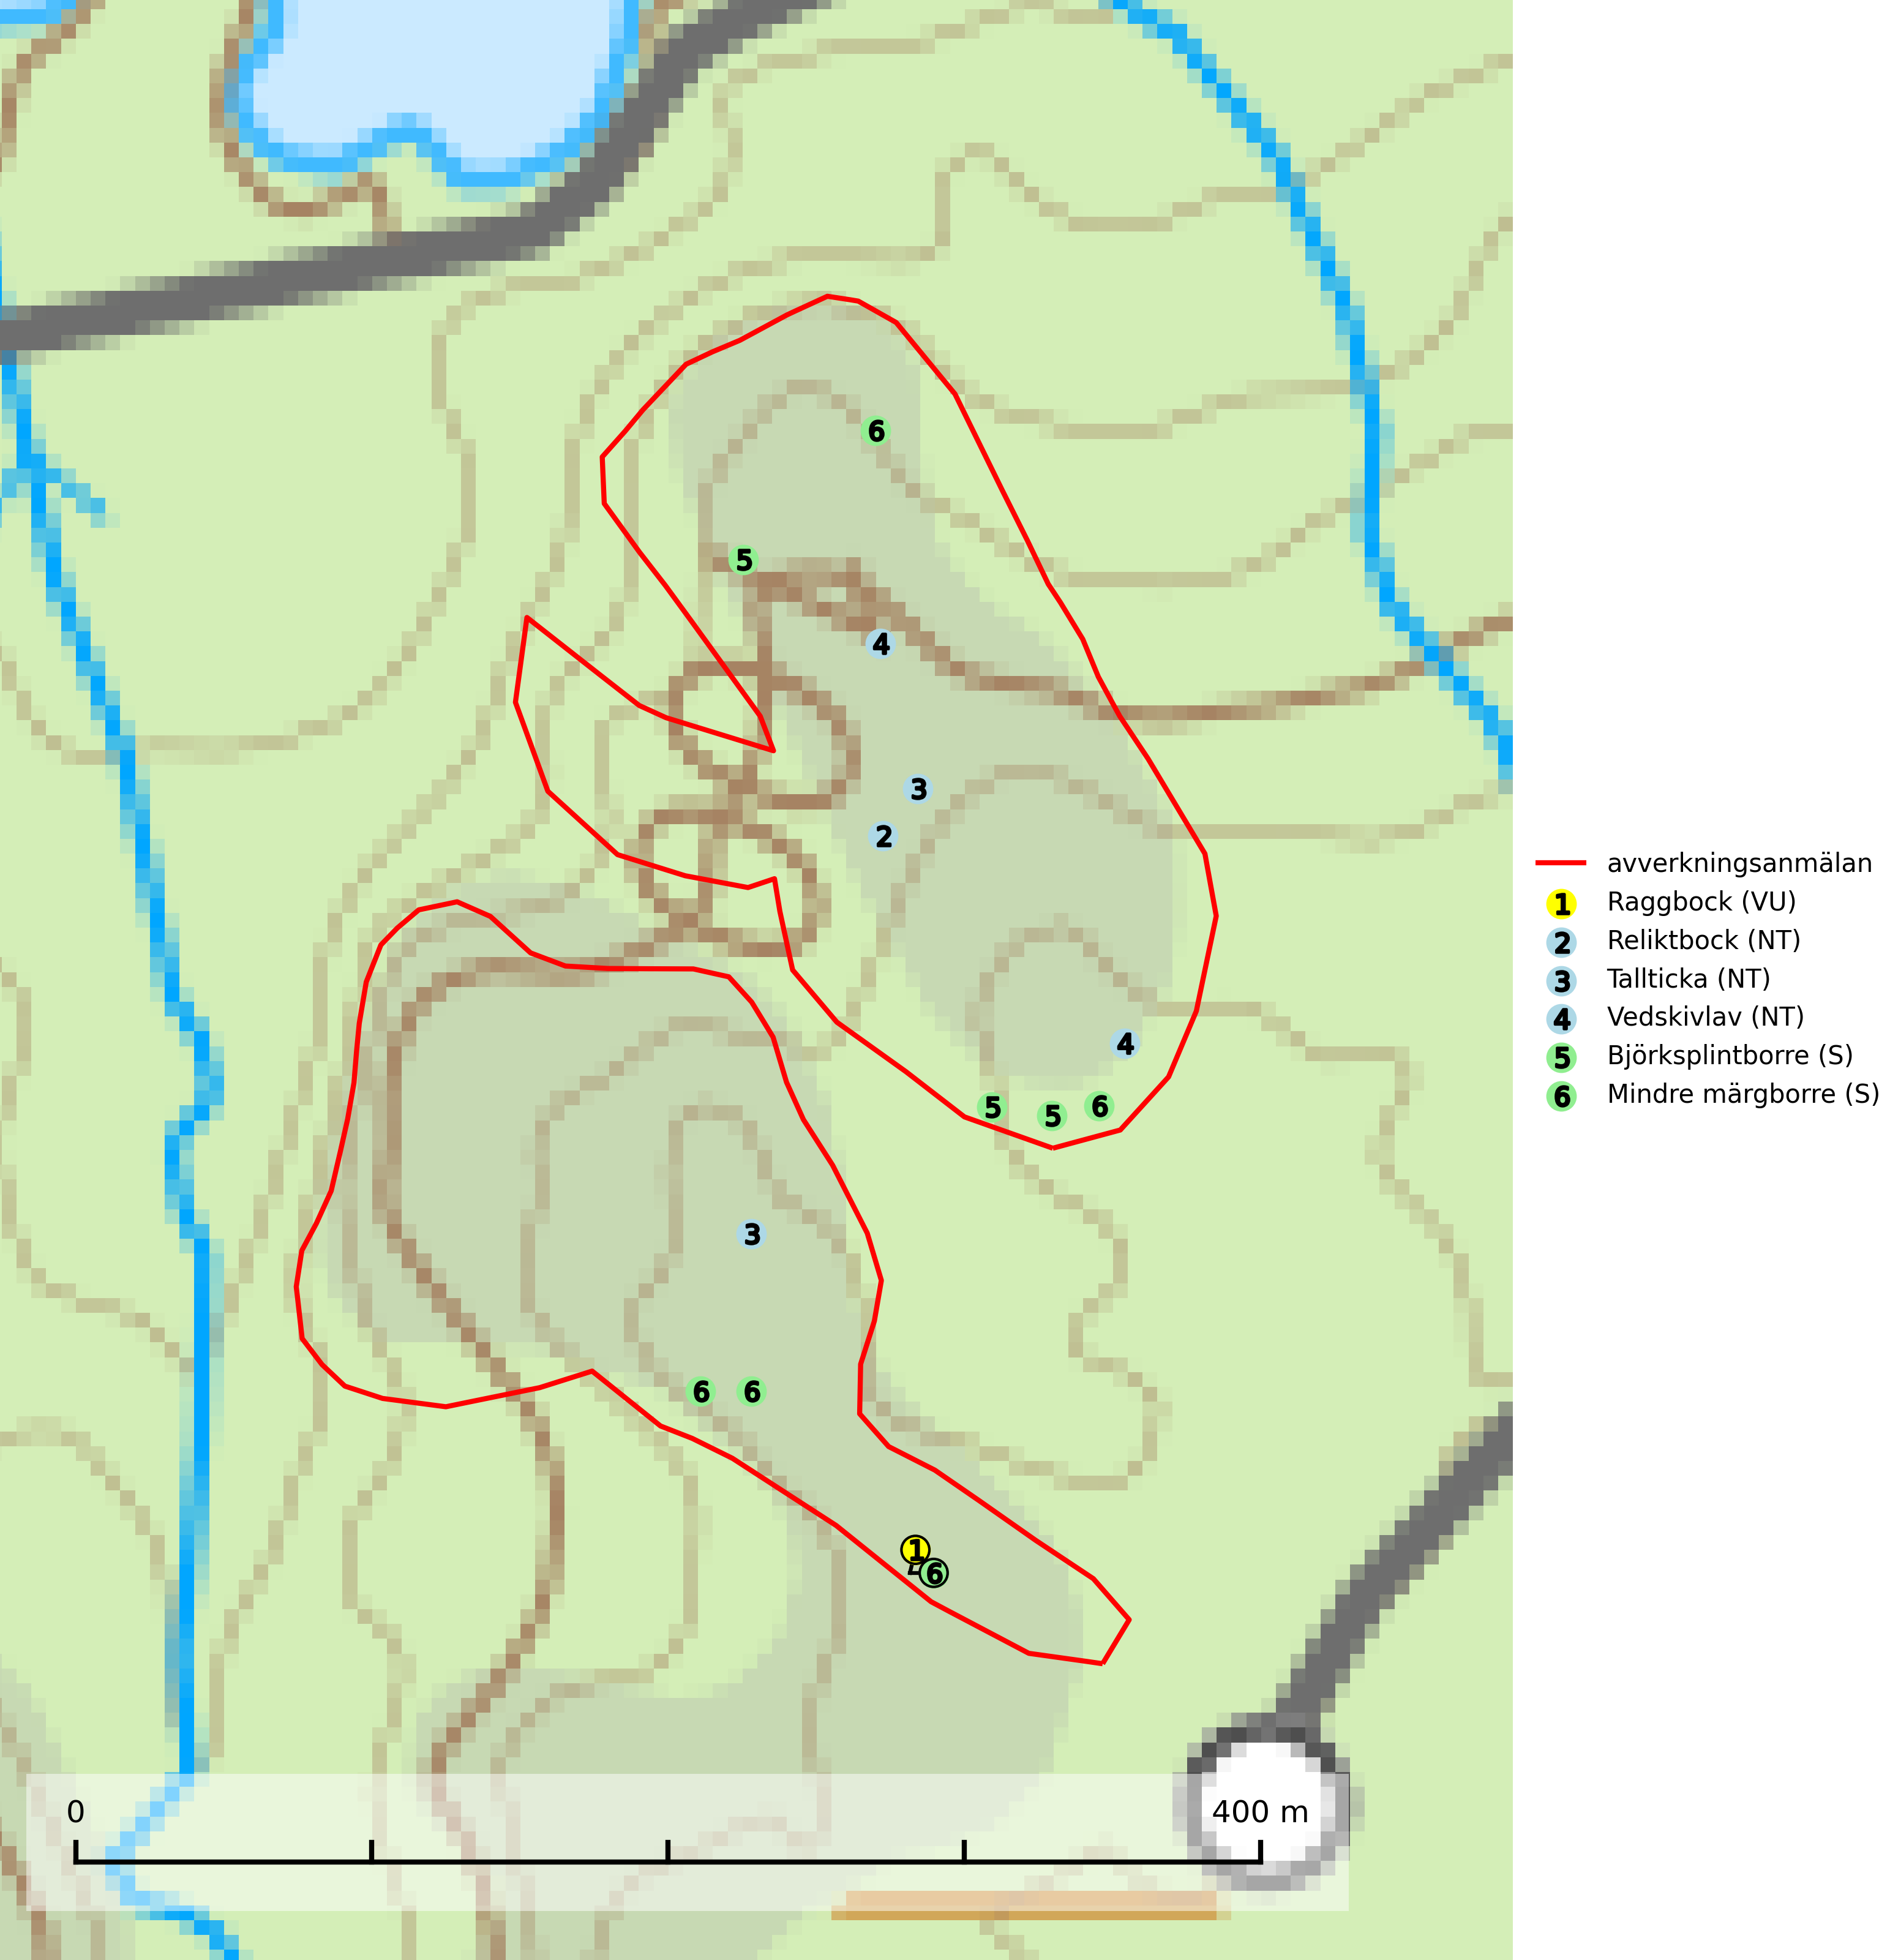 6
5
4
3
2
4
5
5
6
3
6
6
1
6
avverkningsanmälan
1 Raggbock (VU)
2 Reliktbock (NT)
3 Tallticka (NT)
4 Vedskivlav (NT)
5 Björksplintborre (S)
6 Mindre märgborre (S)
0 400 m